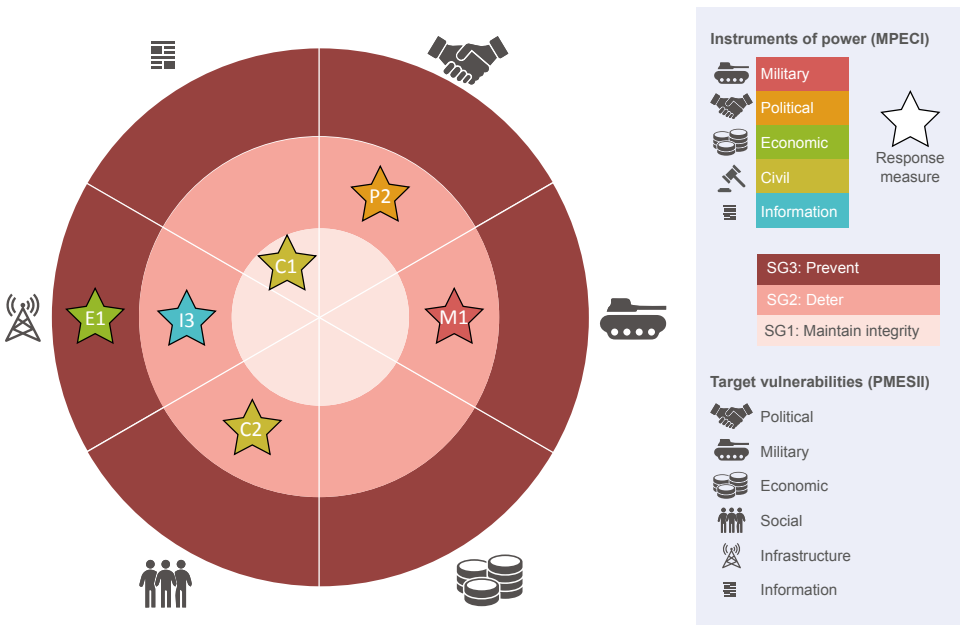 P2
C1
E1
I3
M1
C2
Instruments of power (MPECI)
Military
Political
Economic
Civil
Information
Response
measure
SG3: Prevent
SG2: Deter
SG1: Maintain integrity
Target vulnerabilities (PMESII)
Political
Military
Economic
Social
Infrastructure
Information